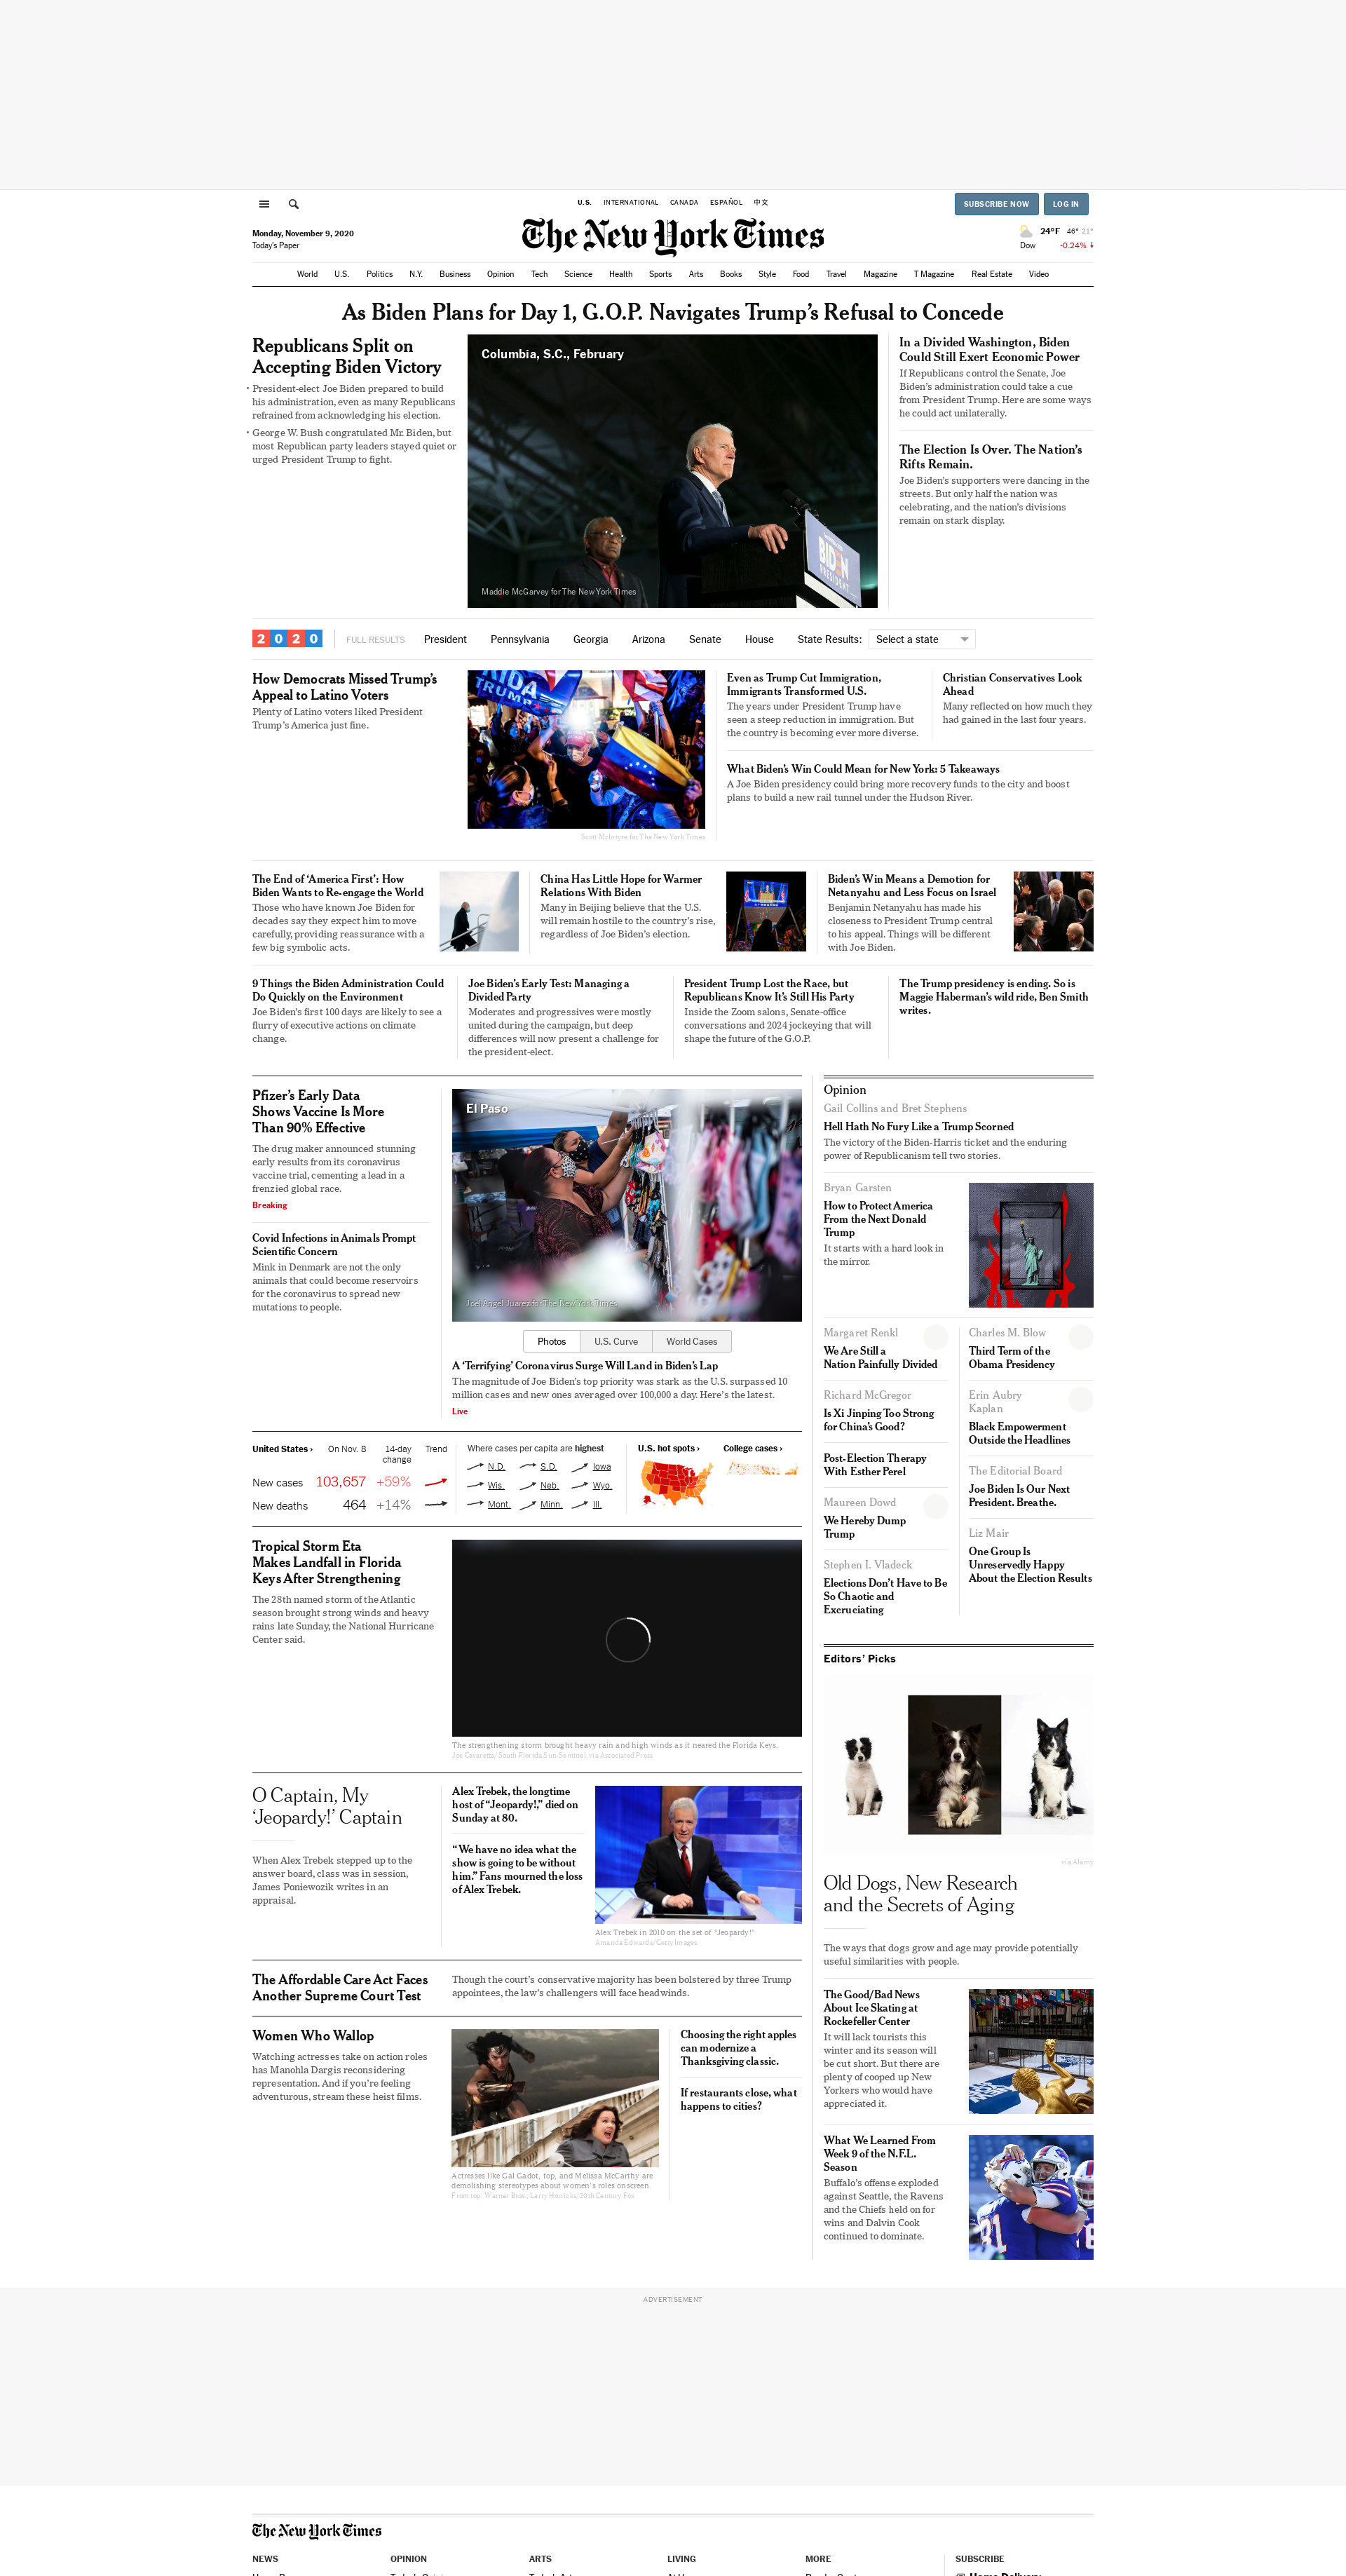 U.S. INTERNATIONAL CANADA ESPAÑOL 中文
SUBSCRIBE NOW LOG IN
Monday, November 9, 2020
Today's Paper
The New York Times
24°F 46° 21°
Dow -0.24%
World U.S. Politics N.Y. Business Opinion Tech Science Health Sports Arts Books Style Food Travel Magazine T Magazine Real Estate Video
As Biden Plans for Day 1, G.O.P. Navigates Trump's Refusal to Concede
Republicans Split on
Accepting Biden Victory
President-elect Joe Biden prepared to build
his administration, even as many Republicans
refrained from acknowledging his election.
George W. Bush congratulated Mr. Biden, but
most Republican party leaders stayed quiet or
urged President Trump to fight.
Columbia, S.C., February
BIDEN
PRESIDENT
Maddie McGarvey for The New York Times
In a Divided Washington, Biden
Could Still Exert Economic Power
If Republicans control the Senate, Joe
Biden's administration could take a cue
from President Trump. Here are some ways
he could act unilaterally.
The Election Is Over. The Nation's
Rifts Remain.
Joe Biden's supporters were dancing in the
streets. But only half the nation was
celebrating, and the nation's divisions
remain on stark display.
2020 FULL RESULTS President Pennsylvania Georgia Arizona Senate House State Results: Select a state
How Democrats Missed Trump's
Appeal to Latino Voters
Plenty of Latino voters liked President
Trump's America just fine.
TRUMP
Scott McIntyre for The New York Times
Even as Trump Cut Immigration,
Immigrants Transformed U.S.
The years under President Trump have
seen a steep reduction in immigration. But
the country is becoming ever more diverse.
Christian Conservatives Look
Ahead
Many reflected on how much they
had gained in the last four years.
What Biden's Win Could Mean for New York: 5 Takeaways
A Joe Biden presidency could bring more recovery funds to the city and boost
plans to build a new rail tunnel under the Hudson River.
The End of 'America First': How
Biden Wants to Re-engage the World
Those who have known Joe Biden for
decades say they expect him to move
carefully, providing reassurance with a
few big symbolic acts.
China Has Little Hope for Warmer
Relations With Biden
Many in Beijing believe that the U.S.
will remain hostile to the country's rise,
regardless of Joe Biden's election.
Biden's Win Means a Demotion for
Netanyahu and Less Focus on Israel
Benjamin Netanyahu has made his
closeness to President Trump central
to his appeal. Things will be different
with Joe Biden.
9 Things the Biden Administration Could
Do Quickly on the Environment
Joe Biden's first 100 days are likely to see a
flurry of executive actions on climate
change.
Joe Biden's Early Test: Managing a
Divided Party
Moderates and progressives were mostly
united during the campaign, but deep
differences will now present a challenge for
the president-elect.
President Trump Lost the Race, but
Republicans Know It's Still His Party
Inside the Zoom salons, Senate-office
conversations and 2024 jockeying that will
shape the future of the G.O.P.
The Trump presidency is ending. So is
Maggie Haberman's wild ride, Ben Smith
writes.
Pfizer's Early Data
Shows Vaccine Is More
Than 90% Effective
The drug maker announced stunning
early results from its coronavirus
vaccine trial, cementing a lead in a
frenzied global race.
Breaking
Covid Infections in Animals Prompt
Scientific Concern
Mink in Denmark are not the only
animals that could become reservoirs
for the coronavirus to spread new
mutations to people.
El Paso
Joel Angel Juarez for The New York Times
Photos U.S. Curve World Cases
A 'Terrifying' Coronavirus Surge Will Land in Biden's Lap
The magnitude of Joe Biden's top priority was stark as the U.S. surpassed 10
million cases and new ones averaged over 100,000 a day. Here's the latest.
Live
United States › On Nov. 8 14-day
change Trend
New cases 103,657 +59%
New deaths 464 +14%
Where cases per capita are highest
N.D. S.D. Iowa
Wis. Neb. Wyo.
Mont. Minn. Ill.
U.S. hot spots › College cases ›
Tropical Storm Eta
Makes Landfall in Florida
Keys After Strengthening
The 28th named storm of the Atlantic
season brought strong winds and heavy
rains late Sunday, the National Hurricane
Center said.
The strengthening storm brought heavy rain and high winds as it neared the Florida Keys.
Joe Cavaretta/South Florida Sun-Sentinel, via Associated Press
O Captain, My
'Jeopardy!' Captain
When Alex Trebek stepped up to the
answer board, class was in session,
James Poniewozik writes in an
appraisal.
Alex Trebek, the longtime
host of "Jeopardy!," died on
Sunday at 80.
"We have no idea what the
show is going to be without
him." Fans mourned the loss
of Alex Trebek.
Alex Trebek in 2010 on the set of "Jeopardy!"
Amanda Edwards/Getty Images
The Affordable Care Act Faces
Another Supreme Court Test
Though the court's conservative majority has been bolstered by three Trump
appointees, the law's challengers will face headwinds.
Women Who Wallop
Watching actresses take on action roles
has Manohla Dargis reconsidering
representation. And if you're feeling
adventurous, stream these heist films.
Actresses like Gal Gadot, top, and Melissa McCarthy are
demolishing stereotypes about women's roles onscreen.
From top: Warner Bros.; Larry Horricks/20th Century Fox
Choosing the right apples
can modernize a
Thanksgiving classic.
If restaurants close, what
happens to cities?
Opinion
Gail Collins and Bret Stephens
Hell Hath No Fury Like a Trump Scorned
The victory of the Biden-Harris ticket and the enduring
power of Republicanism tell two stories.
Bryan Garsten
How to Protect America
From the Next Donald
Trump
It starts with a hard look in
the mirror.
Margaret Renkl
We Are Still a
Nation Painfully Divided
Richard McGregor
Is Xi Jinping Too Strong
for China's Good?
Post-Election Therapy
With Esther Perel
Maureen Dowd
We Hereby Dump
Trump
Stephen I. Vladeck
Elections Don't Have to Be
So Chaotic and
Excruciating
Charles M. Blow
Third Term of the
Obama Presidency
Erin Aubry
Kaplan
Black Empowerment
Outside the Headlines
The Editorial Board
Joe Biden Is Our Next
President. Breathe.
Liz Mair
One Group Is
Unreservedly Happy
About the Election Results
Editors' Picks
via Alamy
Old Dogs, New Research
and the Secrets of Aging
The ways that dogs grow and age may provide potentially
useful similarities with people.
The Good/Bad News
About Ice Skating at
Rockefeller Center
It will lack tourists this
winter and its season will
be cut short. But there are
plenty of cooped up New
Yorkers who would have
appreciated it.
What We Learned From
Week 9 of the N.F.L.
Season
Buffalo's offense exploded
against Seattle, the Ravens
and the Chiefs held on for
wins and Dalvin Cook
continued to dominate.
81
ADVERTISEMENT
The New York Times
NEWS OPINION ARTS LIVING MORE SUBSCRIBE
Home Delivery